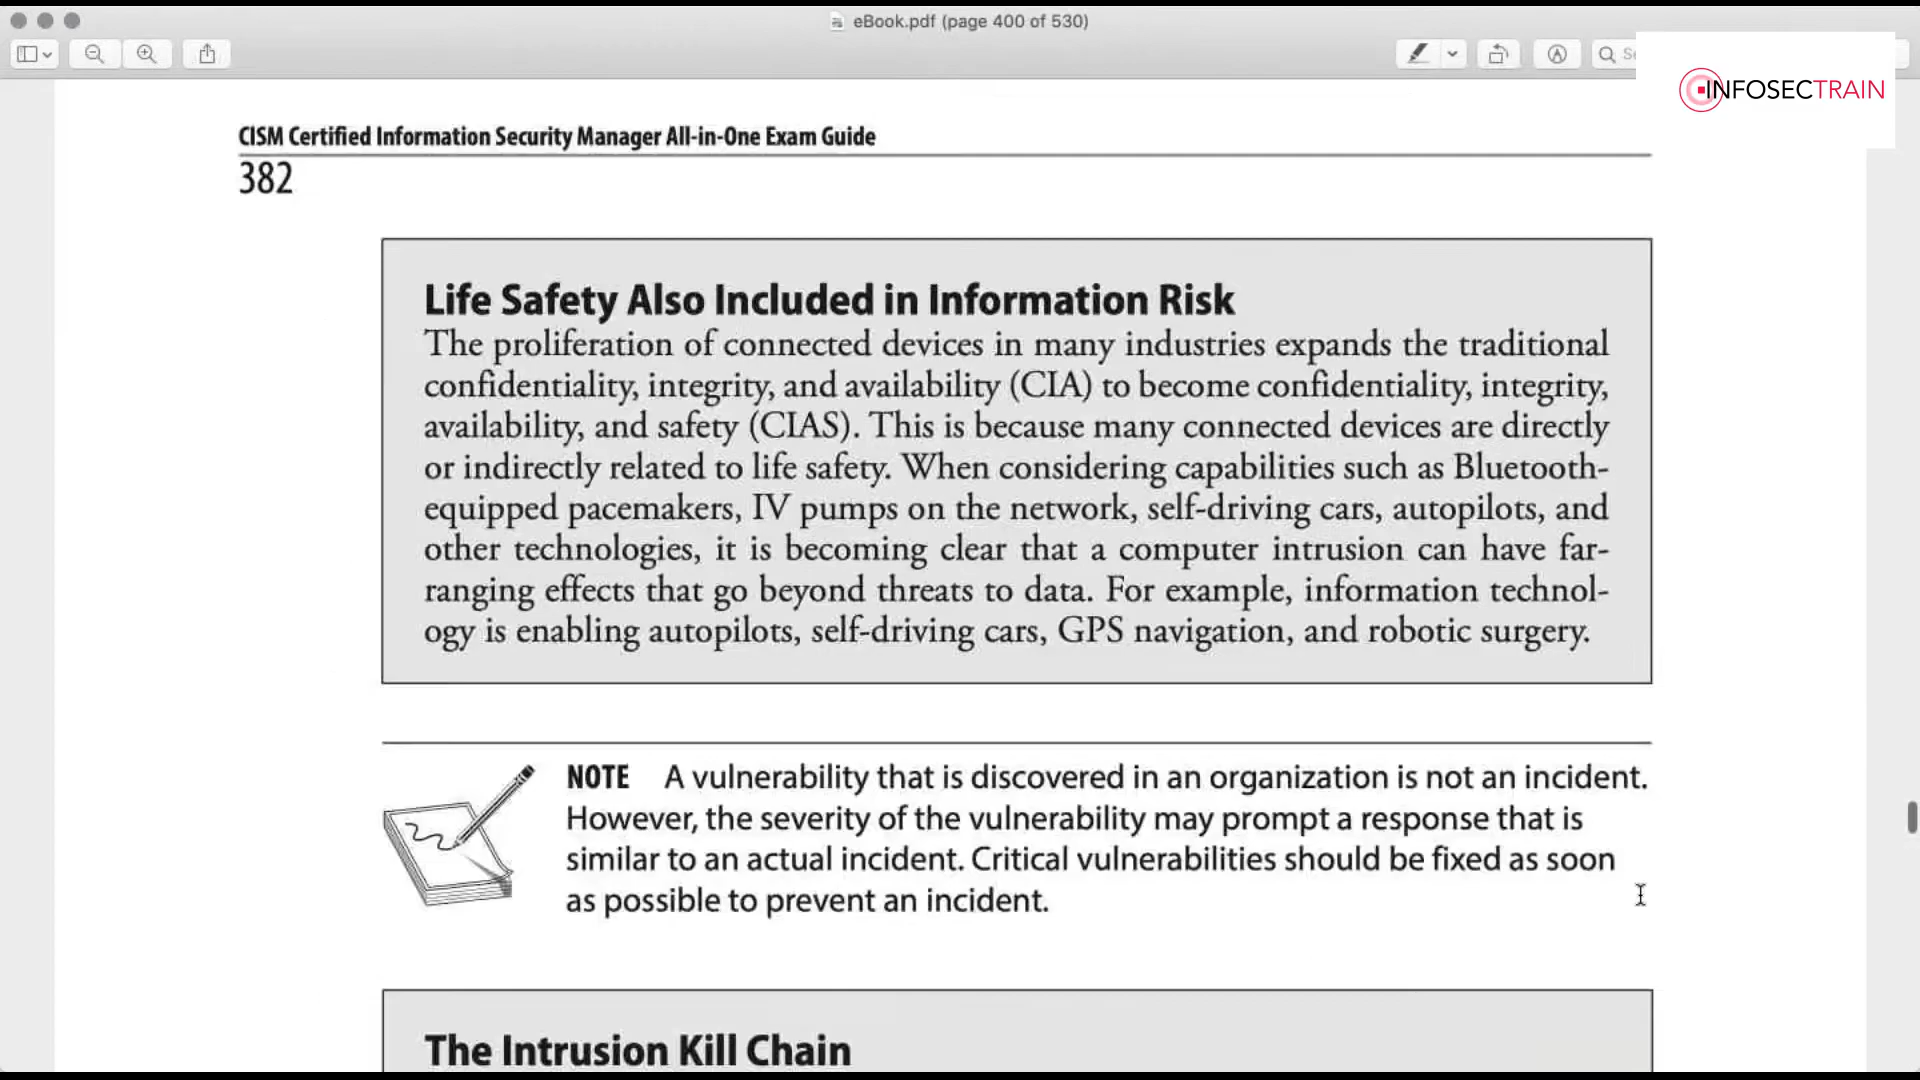 eBook.pdf (page 400 of 530)
INFOSECTRAIN
CISM Certified Information Security Manager All-in-One Exam Guide
382
Life Safety Also Included in Information Risk
The proliferation of connected devices in many industries expands the traditional
confidentiality, integrity, and availability (CIA) to become confidentiality, integrity,
availability, and safety (CIAS). This is because many connected devices are directly
or indirectly related to life safety. When considering capabilities such as Bluetooth-
equipped pacemakers, IV pumps on the network, self-driving cars, autopilots, and
other technologies, it is becoming clear that a computer intrusion can have far-
ranging effects that go beyond threats to data. For example, information technol-
ogy is enabling autopilots, self-driving cars, GPS navigation, and robotic surgery.
NOTE A vulnerability that is discovered in an organization is not an incident.
However, the severity of the vulnerability may prompt a response that is
similar to an actual incident. Critical vulnerabilities should be fixed as soon
as possible to prevent an incident.
The Intrusion Kill Chain